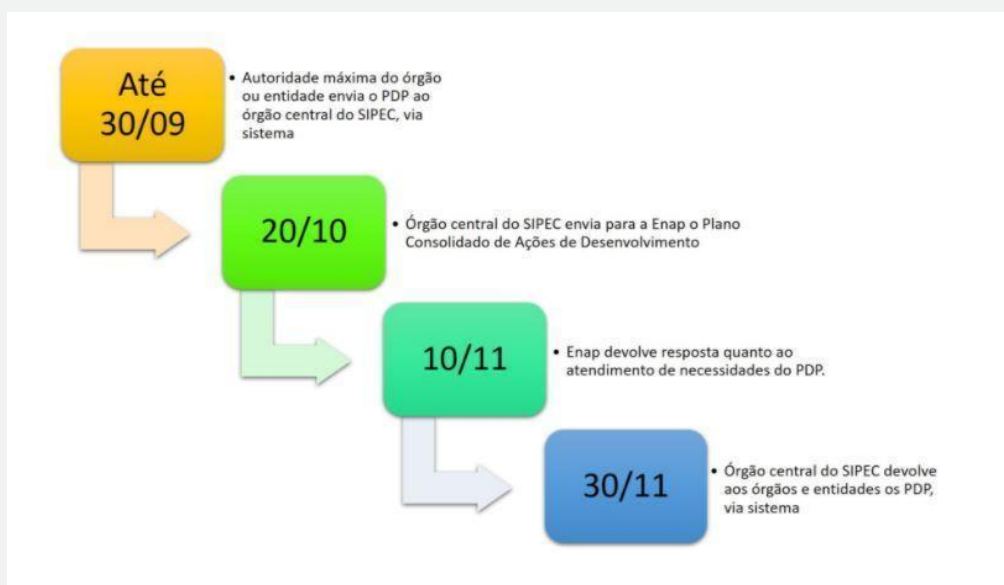 Até
30/09
• Autoridade máxima do órgão
ou entidade envia o PDP ao
órgão central do SIPEC, via
sistema
20/10
• Órgão central do SIPEC envia para a Enap o Plano
Consolidado de Ações de Desenvolvimento
10/11
• Enap devolve resposta quanto ao
atendimento de necessidades do PDP.
30/11
• Órgão central do SIPEC devolve
aos órgãos e entidades os PDP,
via sistema